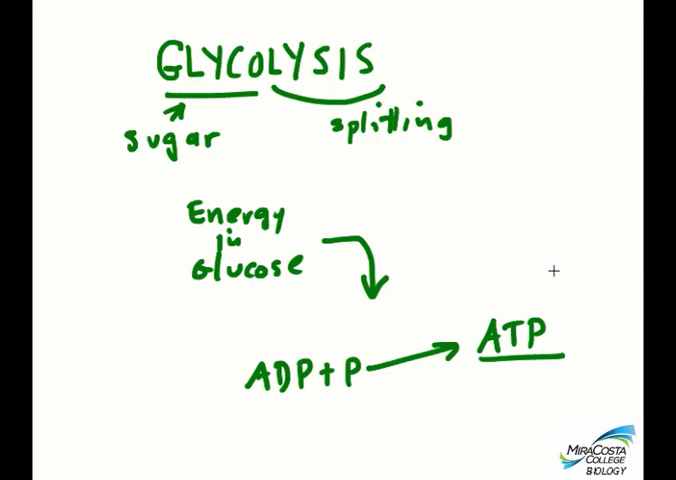 GLYCOLYSIS
sugar splitting
Energy
in
Glucose
ATP
ADP + P
MIRACOSTA
COLLEGE
BIOLOGY